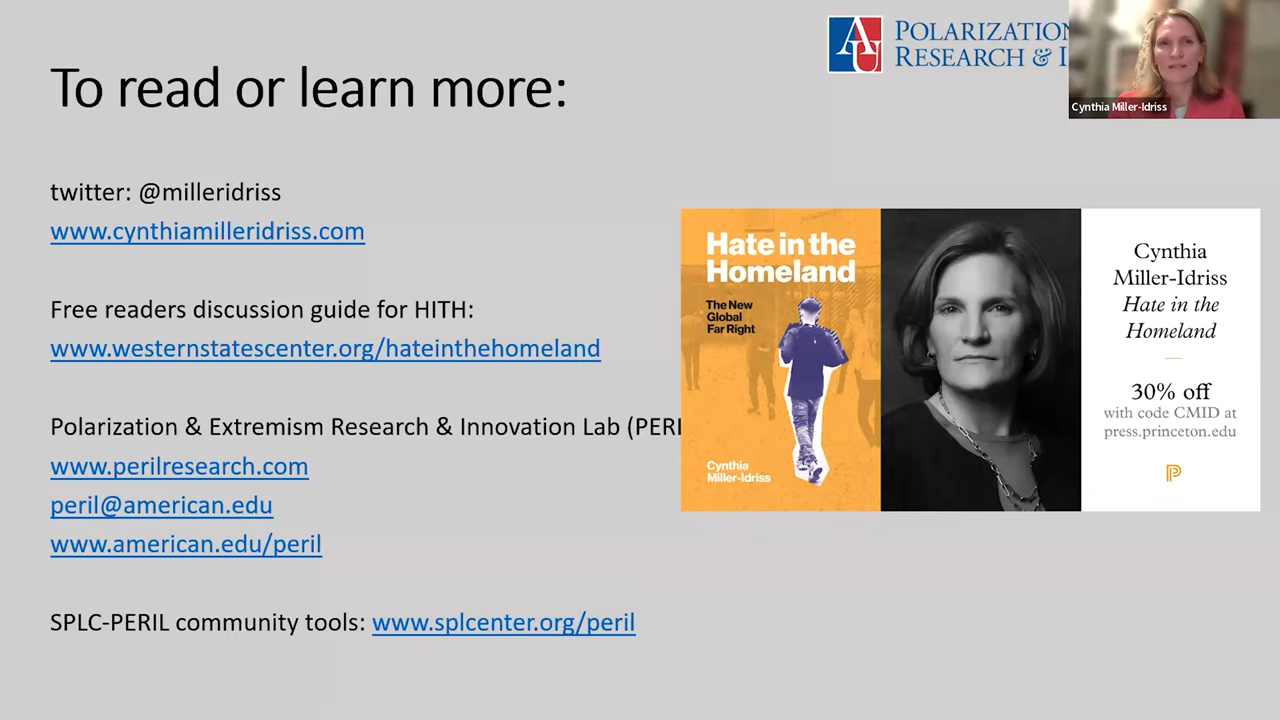 To read or learn more:
twitter: @milleridriss
www.cynthiamilleridriss.com
Free readers discussion guide for HITH:
www.westernstatescenter.org/hateinthehomeland
Polarization & Extremism Research & Innovation Lab (PERI
www.perilresearch.com
peril@american.edu
www.american.edu/peril
SPLC-PERIL community tools: www.splcenter.org/peril
AU
POLARIZATION
RESEARCH & I
Cynthia Miller-Idriss
Hate in the
Homeland
The New
Global
Far Right
Cynthia
Miller-Idriss
Cynthia
Miller-Idriss
Hate in the
Homeland
30% off
with code CMID at
press.princeton.edu
P